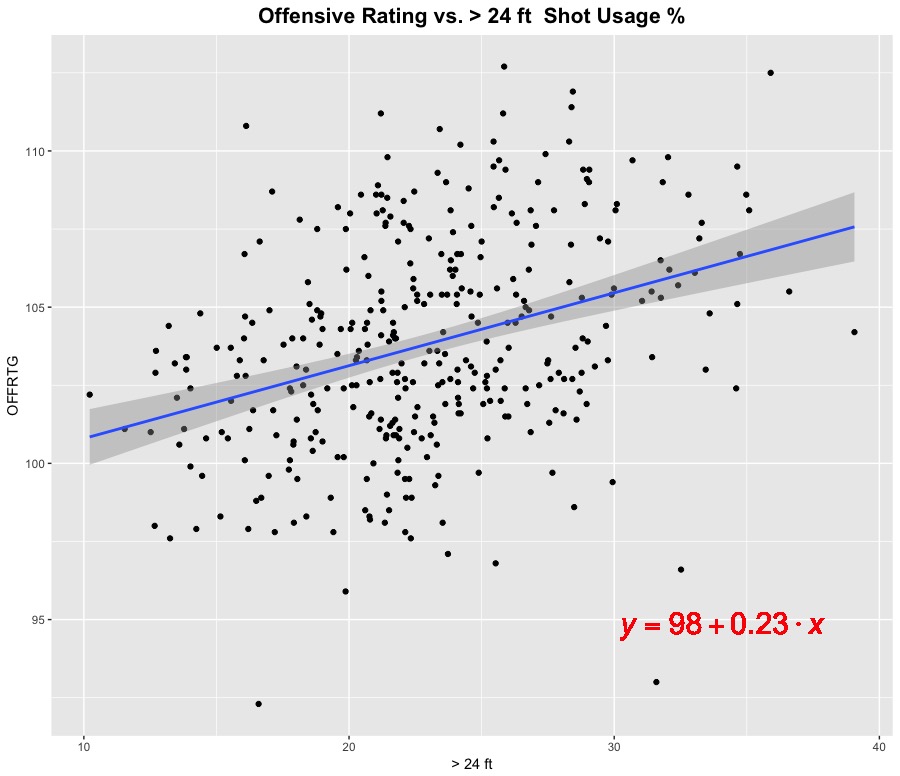 Offensive Rating vs. > 24 ft  Shot Usage %
OFFRTG
110
105
100
95
y = 98 + 0.23 · x
10
20
30
40
> 24 ft